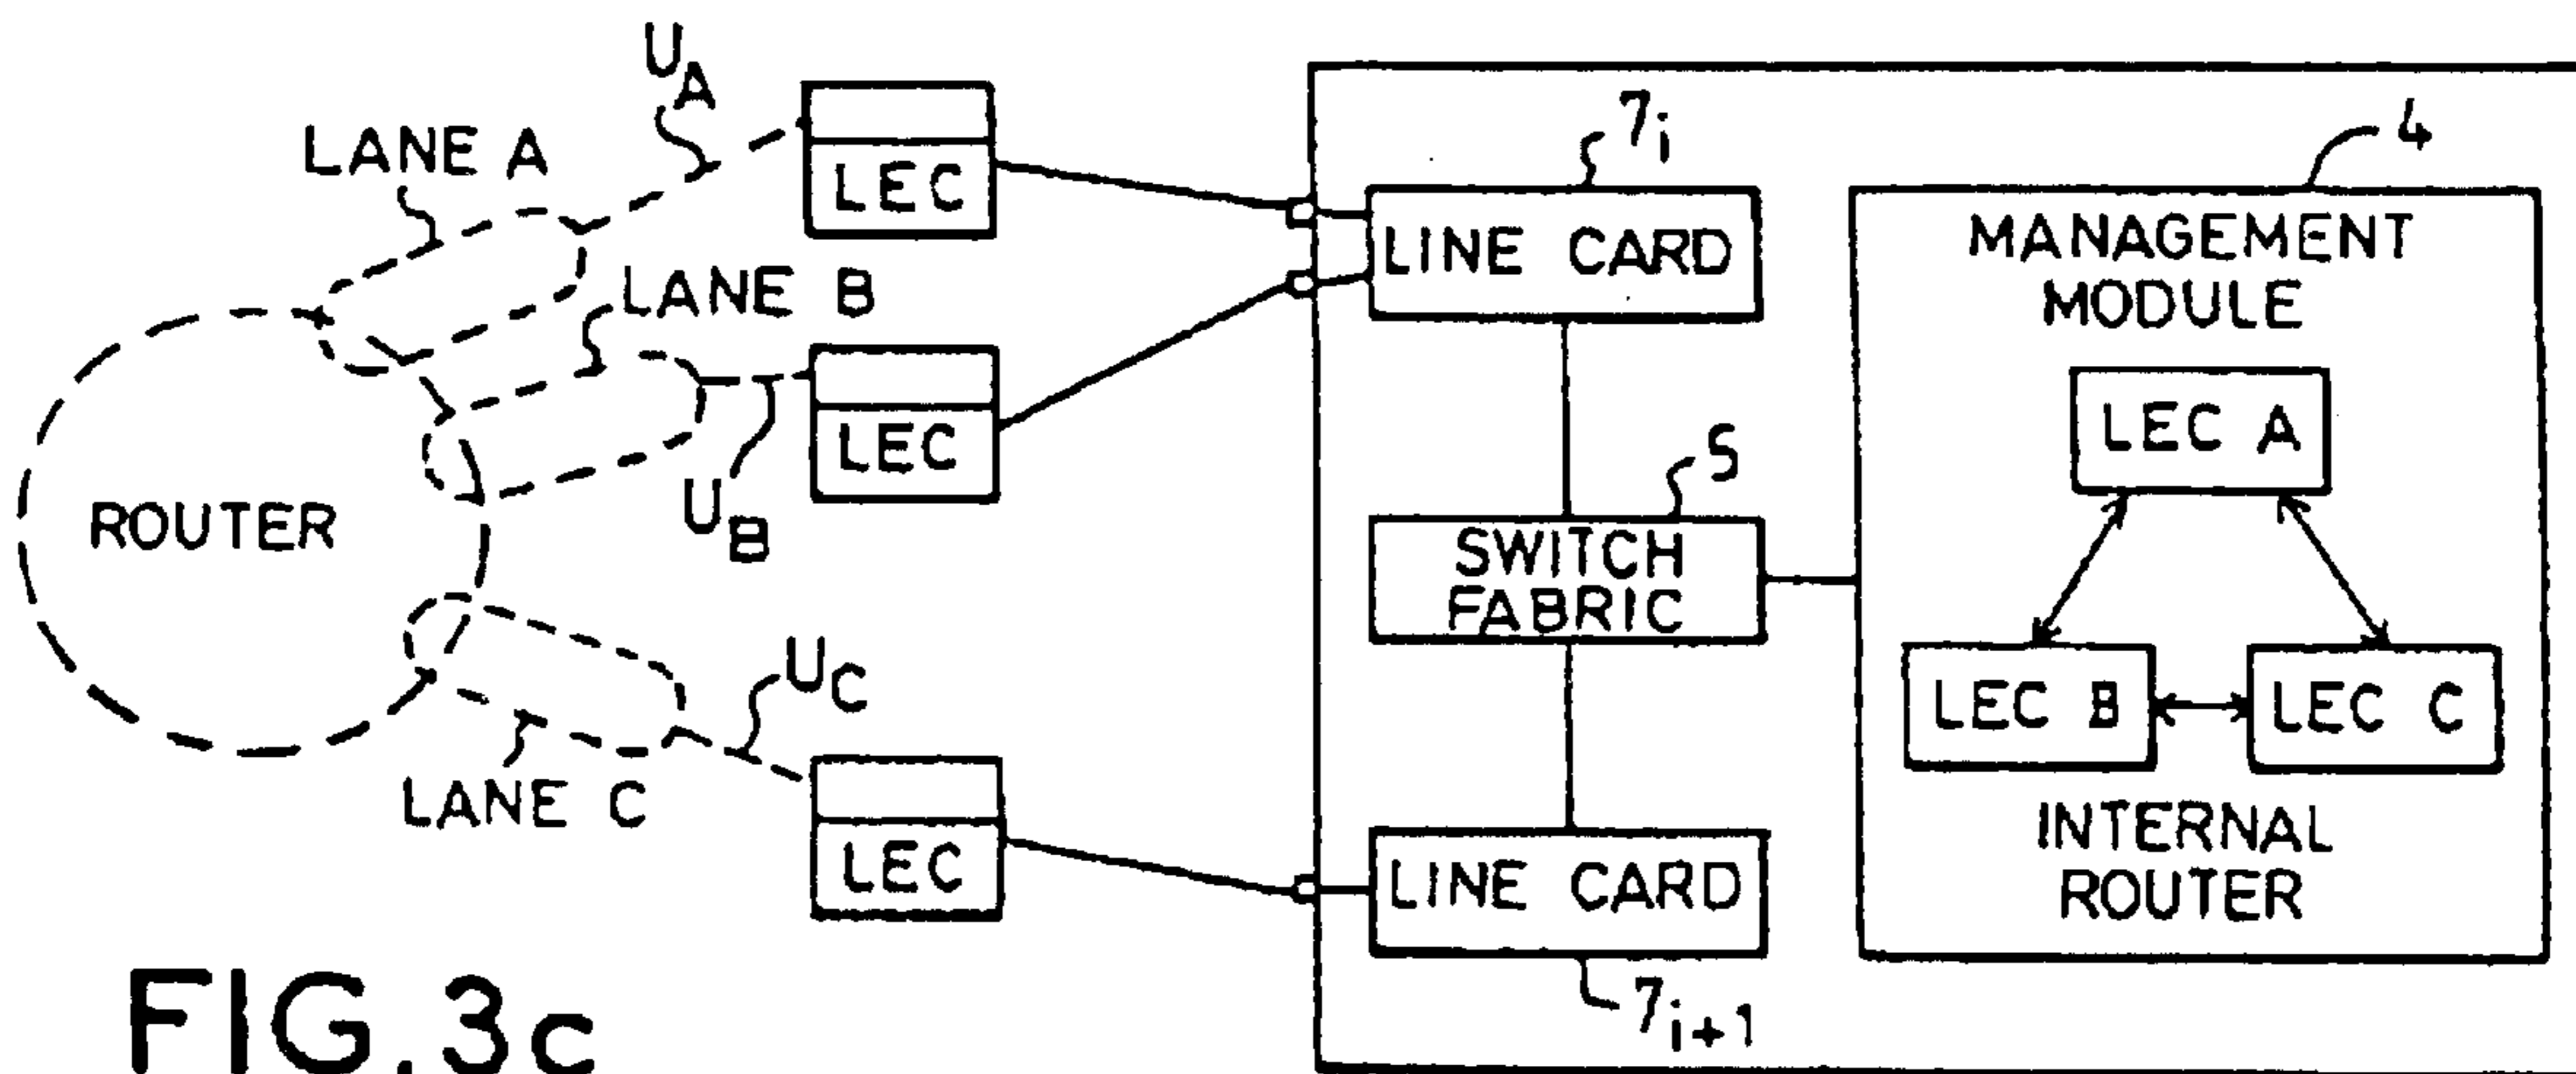 U_A
LANE A
LEC
7_i
4
LINE CARD
MANAGEMENT
MODULE
LANE B
LEC
U_B
ROUTER
5
SWITCH
FABRIC
LEC A
LEC B
LEC C
U_C
LANE C
LEC
LINE CARD
INTERNAL
ROUTER
7_i+1
FIG.3c